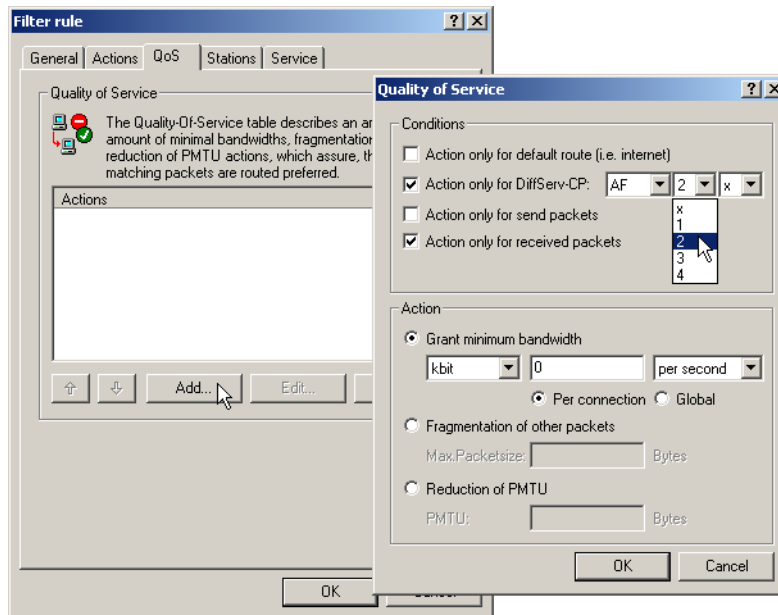 Filter rule
General Actions QoS Stations Service
Quality of Service
The Quality-Of-Service table describes an
amount of minimal bandwidths, fragmentation
reduction of PMTU actions, which assure,
matching packets are routed preferred.
Actions
Add... Edit...
OK
Quality of Service
Conditions
Action only for default route (i.e. internet)
Action only for DiffServ-CP: AF 2 x
Action only for send packets
Action only for received packets
x
1
2
3
4
Action
Grant minimum bandwidth
kbit 0 per second
Per connection Global
Fragmentation of other packets
Max.Packetsize: Bytes
Reduction of PMTU
PMTU: Bytes
OK Cancel